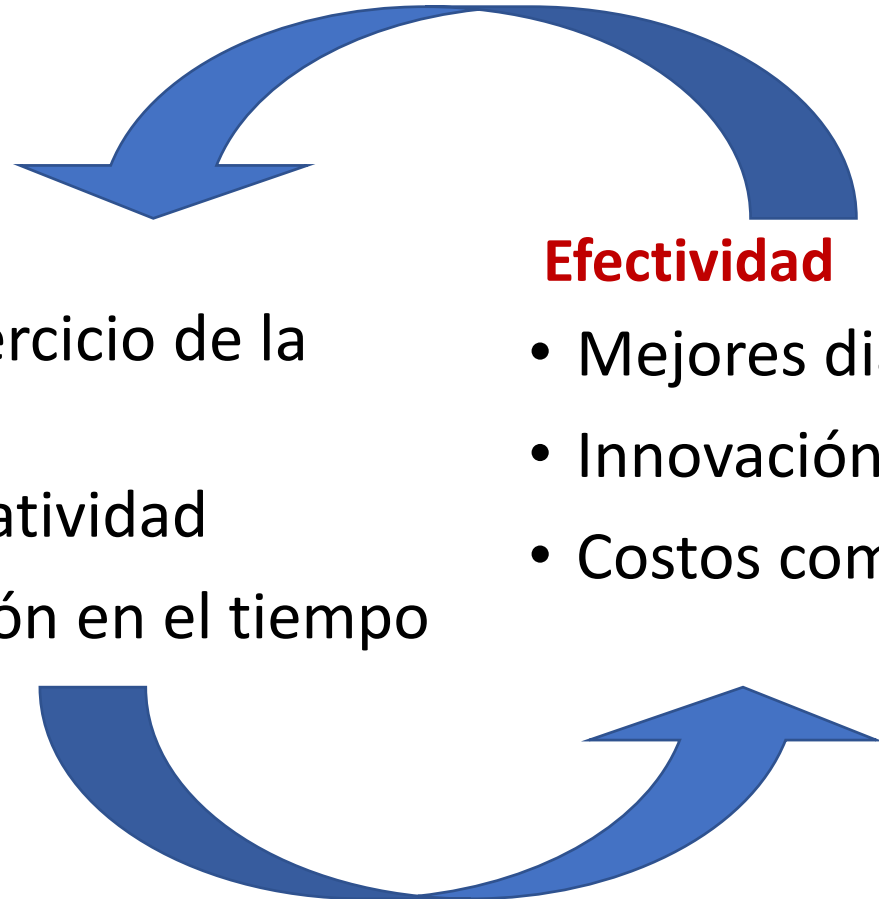 Efectividad
ercicio de la
• Mejores di
• Innovación
atividad
• Costos com
ón en el tiempo